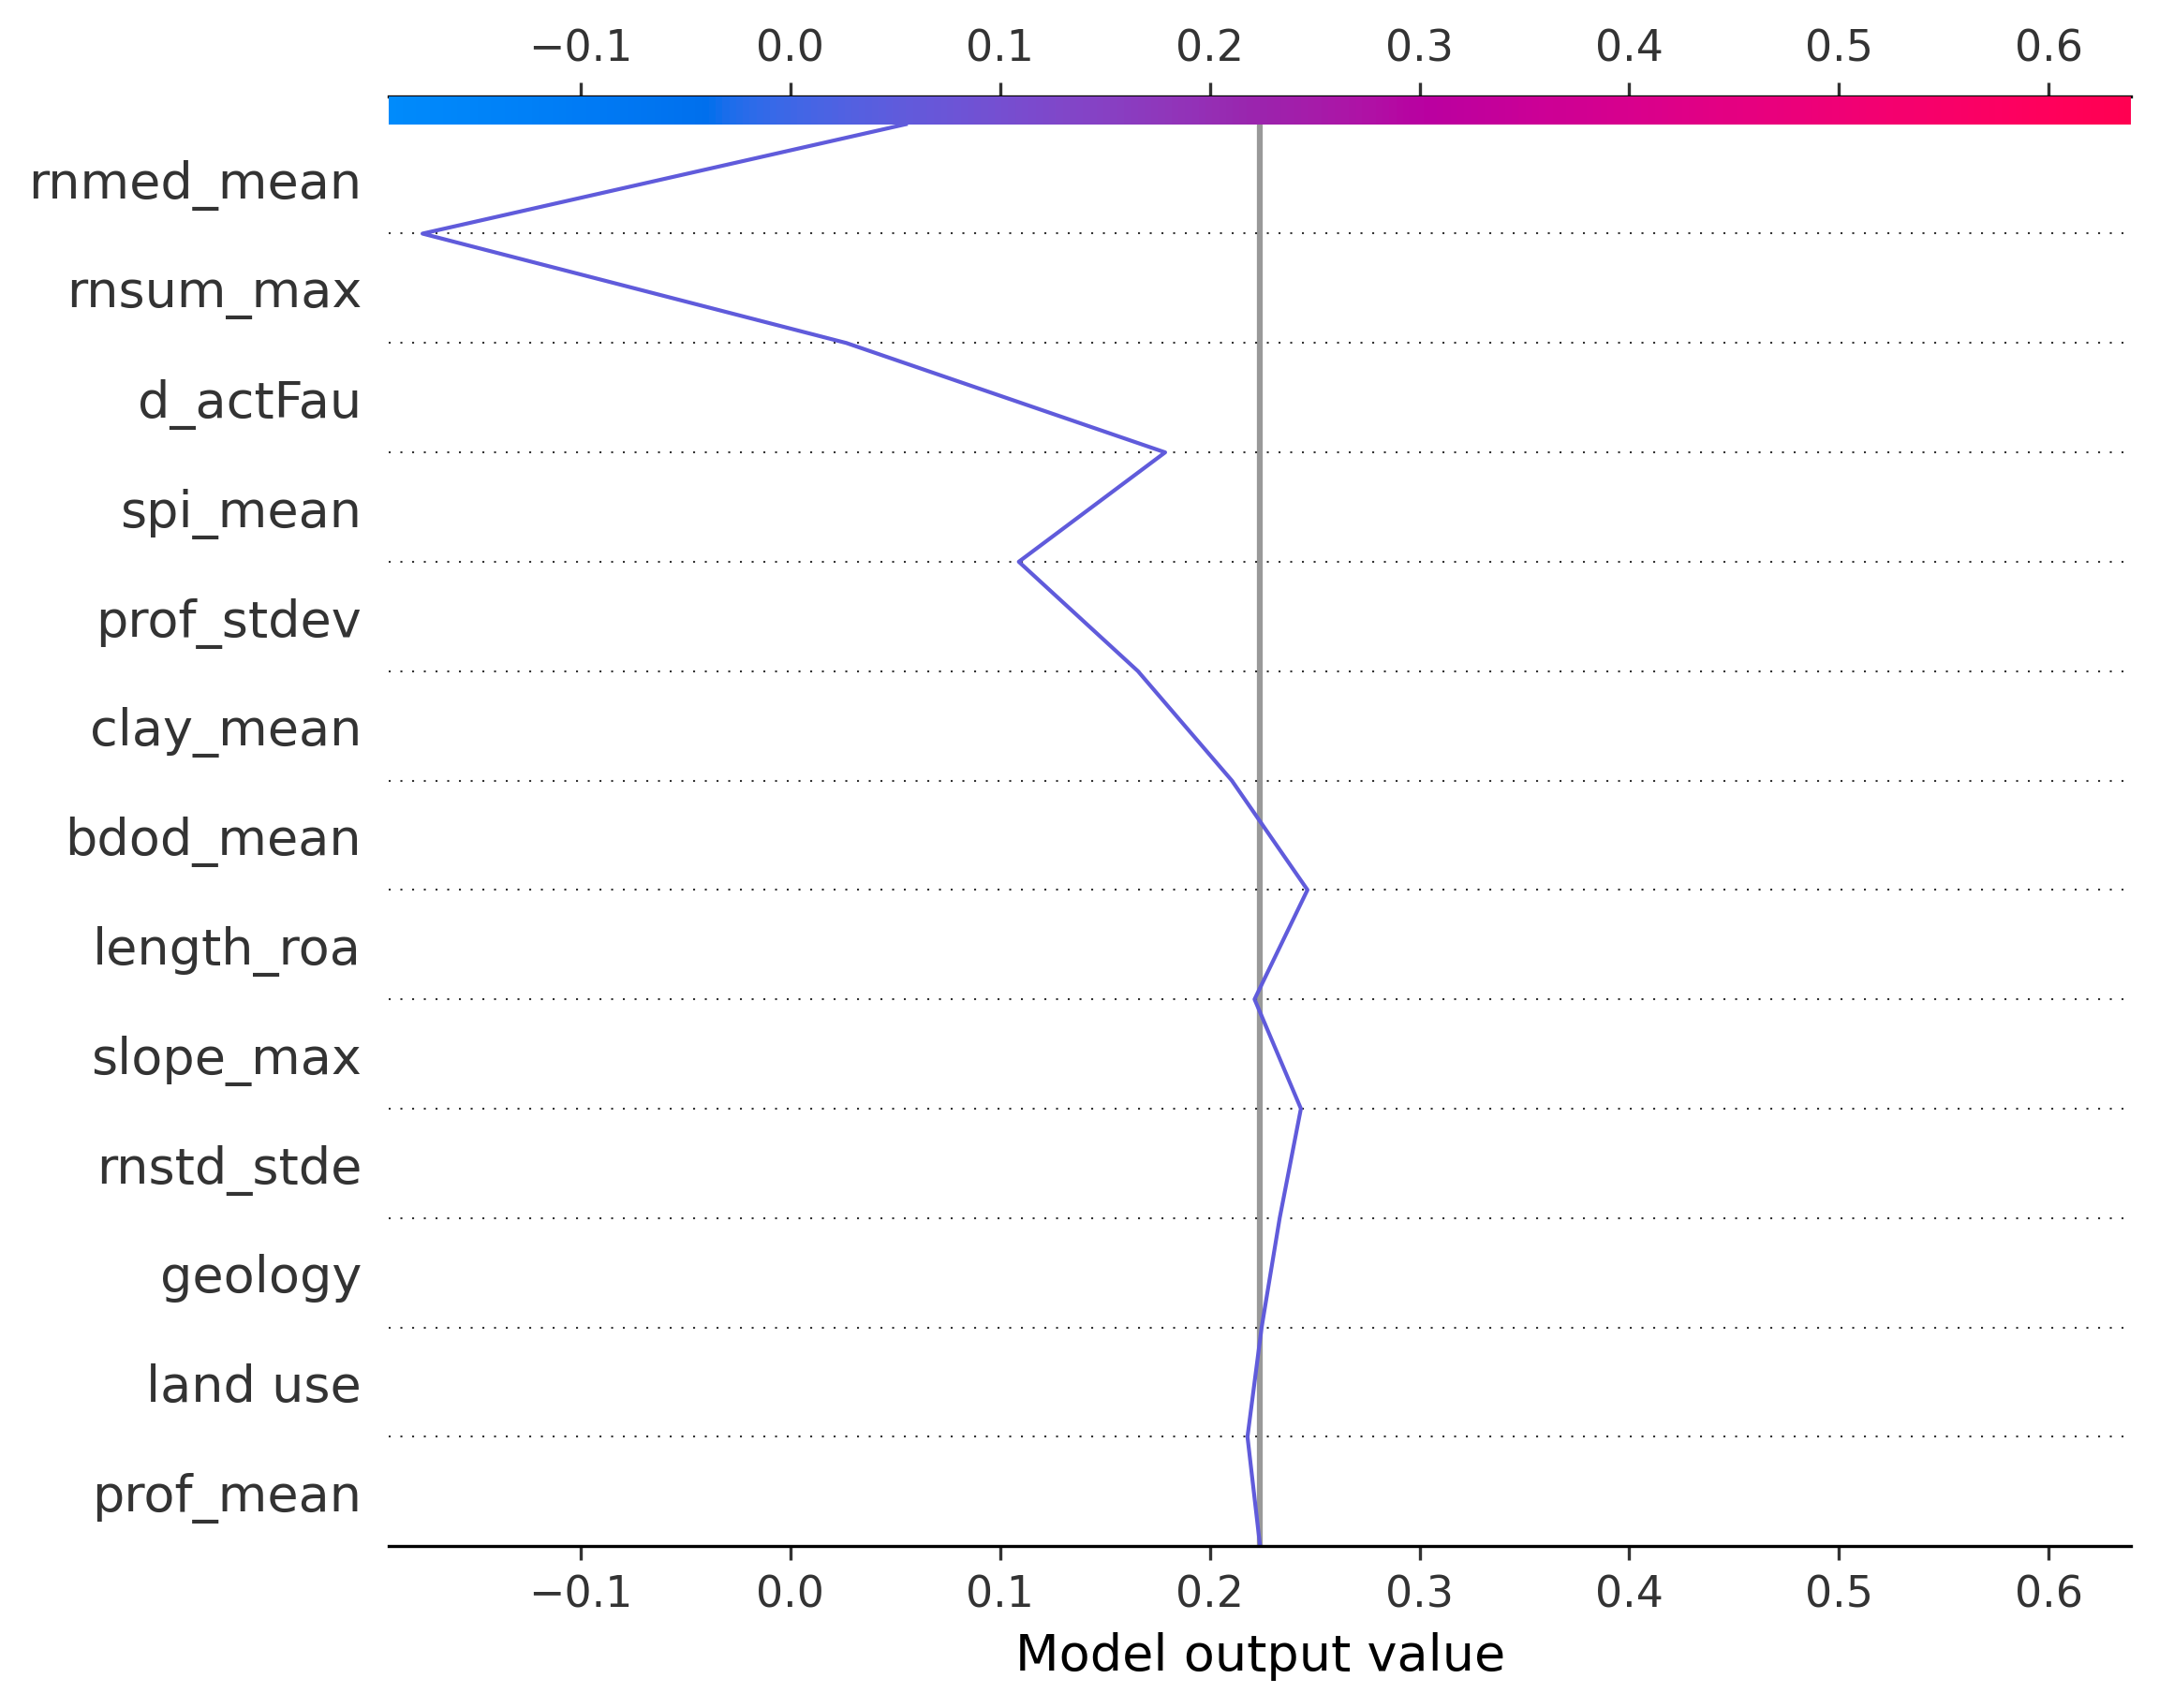 −0.1 0.0 0.1 0.2 0.3 0.4 0.5 0.6
rnmed_mean
rnsum_max
d_actFau
spi_mean
prof_stdev
clay_mean
bdod_mean
length_roa
slope_max
rnstd_stde
geology
land use
prof_mean
−0.1 0.0 0.1 0.2 0.3 0.4 0.5 0.6
Model output value